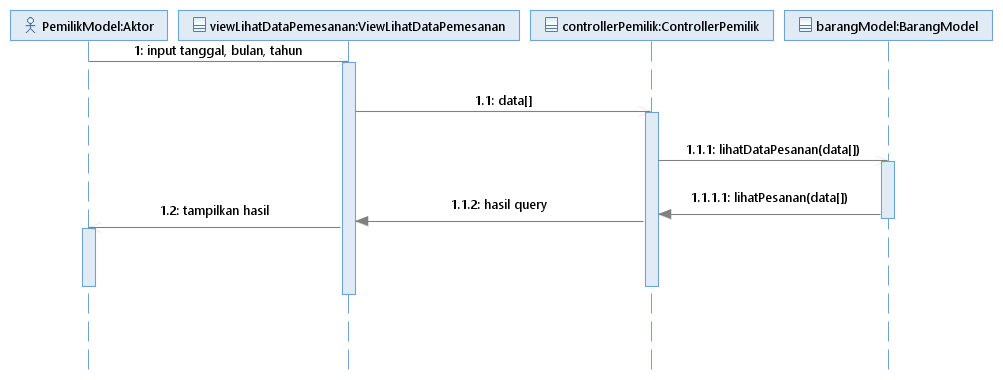 PemilikModel:Aktor
viewLihatDataPemesanan:ViewLihatDataPemesanan
controllerPemilik:ControllerPemilik
barangModel:BarangModel
1: input tanggal, bulan, tahun
1.1: data[]
1.1.1: lihatDataPesanan(data[])
1.1.1.1: lihatPesanan(data[])
1.1.2: hasil query
1.2: tampilkan hasil